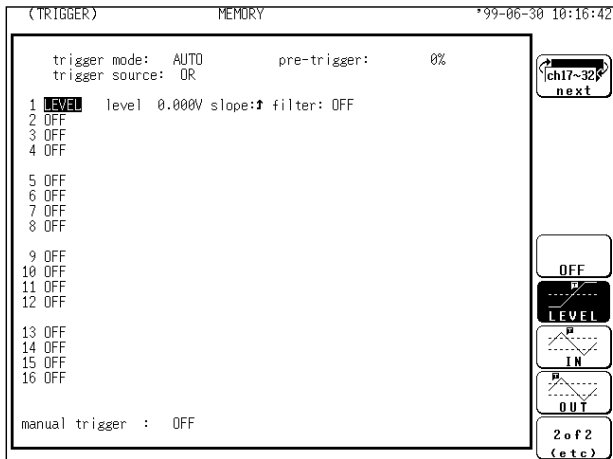 (TRIGGER) MEMORY '99-06-30 10:16:42
trigger mode: AUTO pre-trigger: 0%
trigger source: OR
1 LEVEL level 0.000V slope:↑ filter: OFF
2 OFF
3 OFF
4 OFF
5 OFF
6 OFF
7 OFF
8 OFF
9 OFF
10 OFF
11 OFF
12 OFF
13 OFF
14 OFF
15 OFF
16 OFF
manual trigger : OFF
ch17~32
next
OFF
T
LEVEL
T
IN
T
OUT
2of2
(etc)